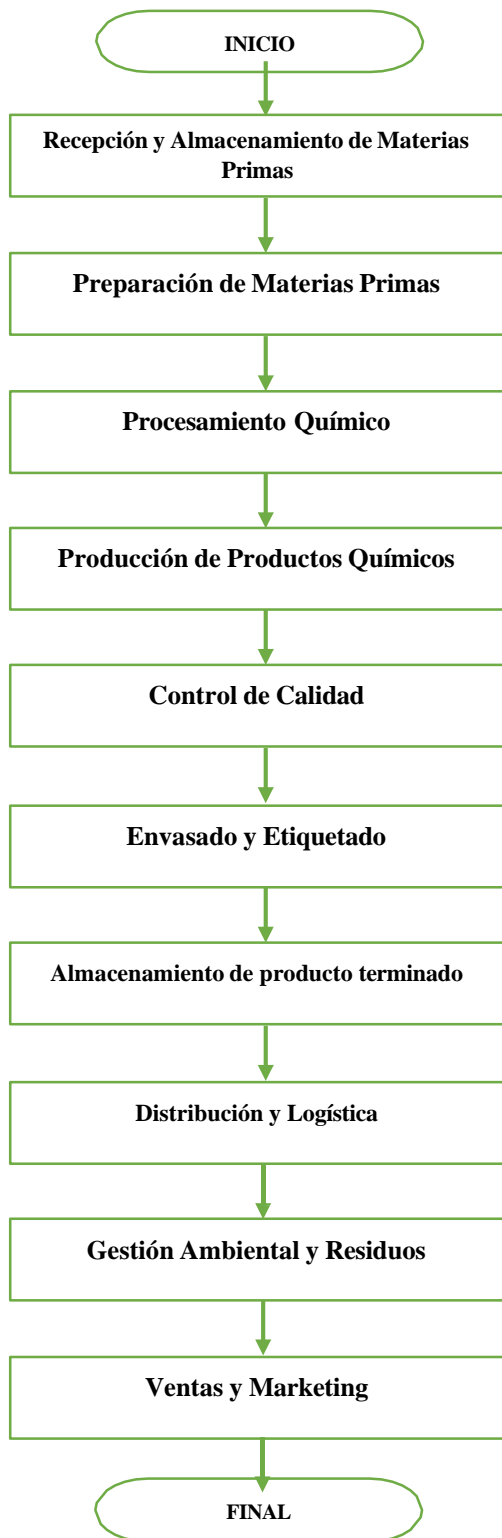 INICIO
Recepción y Almacenamiento de Materias
Primas
Preparación de Materias Primas
Procesamiento Químico
Producción de Productos Químicos
Control de Calidad
Envasado y Etiquetado
Almacenamiento de producto terminado
Distribución y Logística
Gestión Ambiental y Residuos
Ventas y Marketing
FINAL